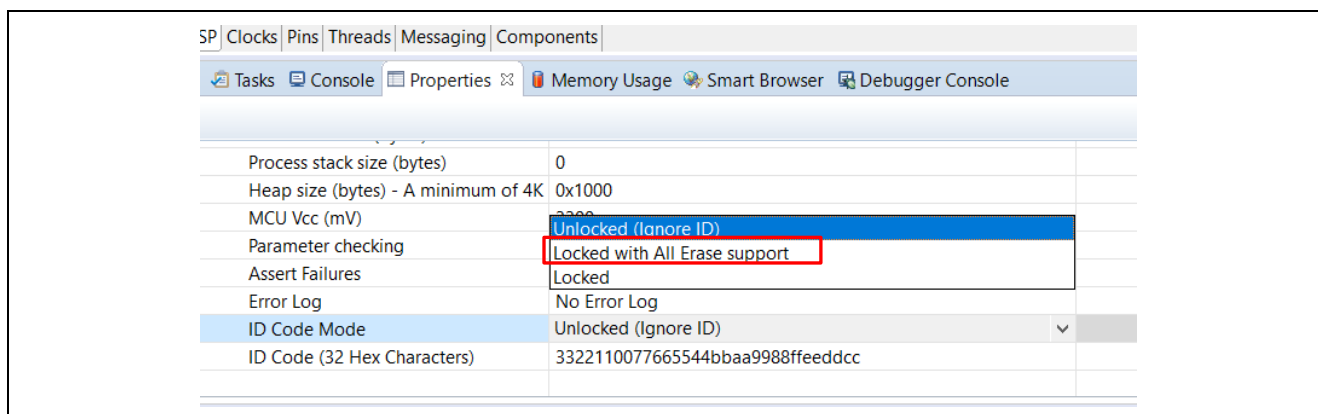 SP Clocks Pins Threads Messaging Components
Tasks Console Properties Memory Usage Smart Browser Debugger Console
Process stack size (bytes) 0
Heap size (bytes) - A minimum of 4K 0x1000
MCU Vcc (mV)
Unlocked (Ignore ID)
Parameter checking
Locked with All Erase support
Assert Failures
Locked
Error Log No Error Log
ID Code Mode Unlocked (Ignore ID)
ID Code (32 Hex Characters) 3322110077665544bbaa9988ffeeddcc